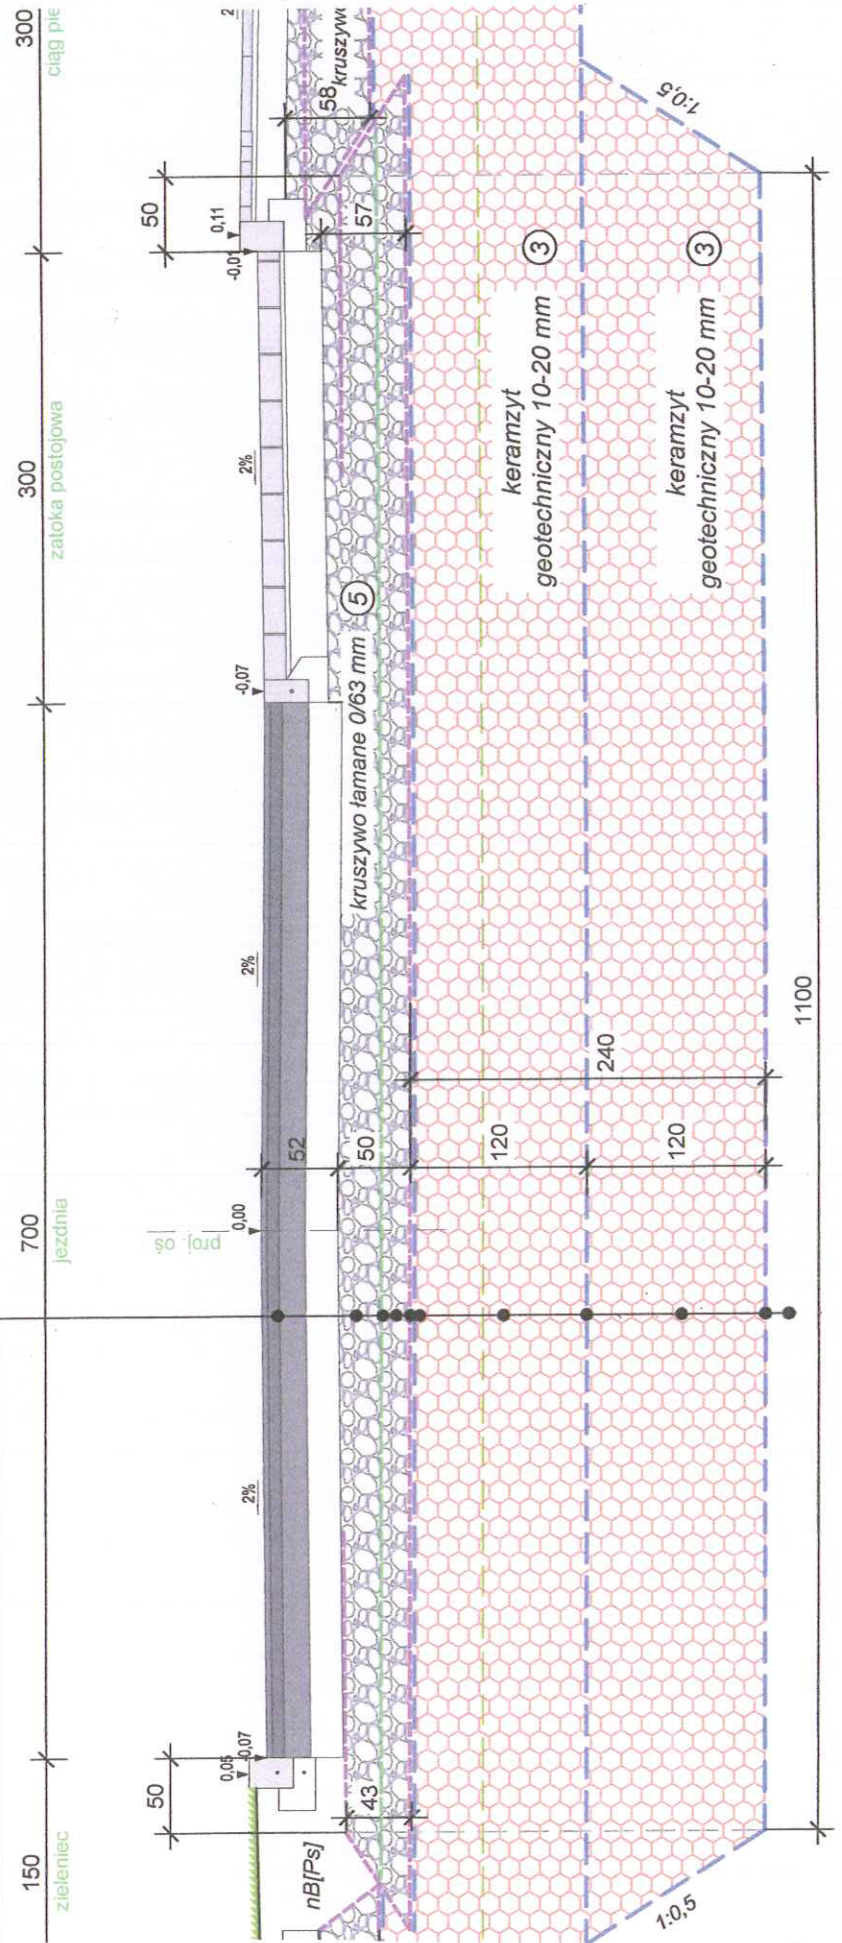 150
700
300
300
zieleniec
jezdnia
zatoka postojowa
ciąg pie
proj. oś
50
50
0,05
-0,07
2%
0,00
2%
-0,07
2%
-0,01
0,11
2
nB[Ps]
43
52
50
kruszywo łamane 0/63 mm
5
57
58
kruszywo
120
240
keramzyt
geotechniczny 10-20 mm
3
120
keramzyt
geotechniczny 10-20 mm
3
1:0,5
1:0,5
1100